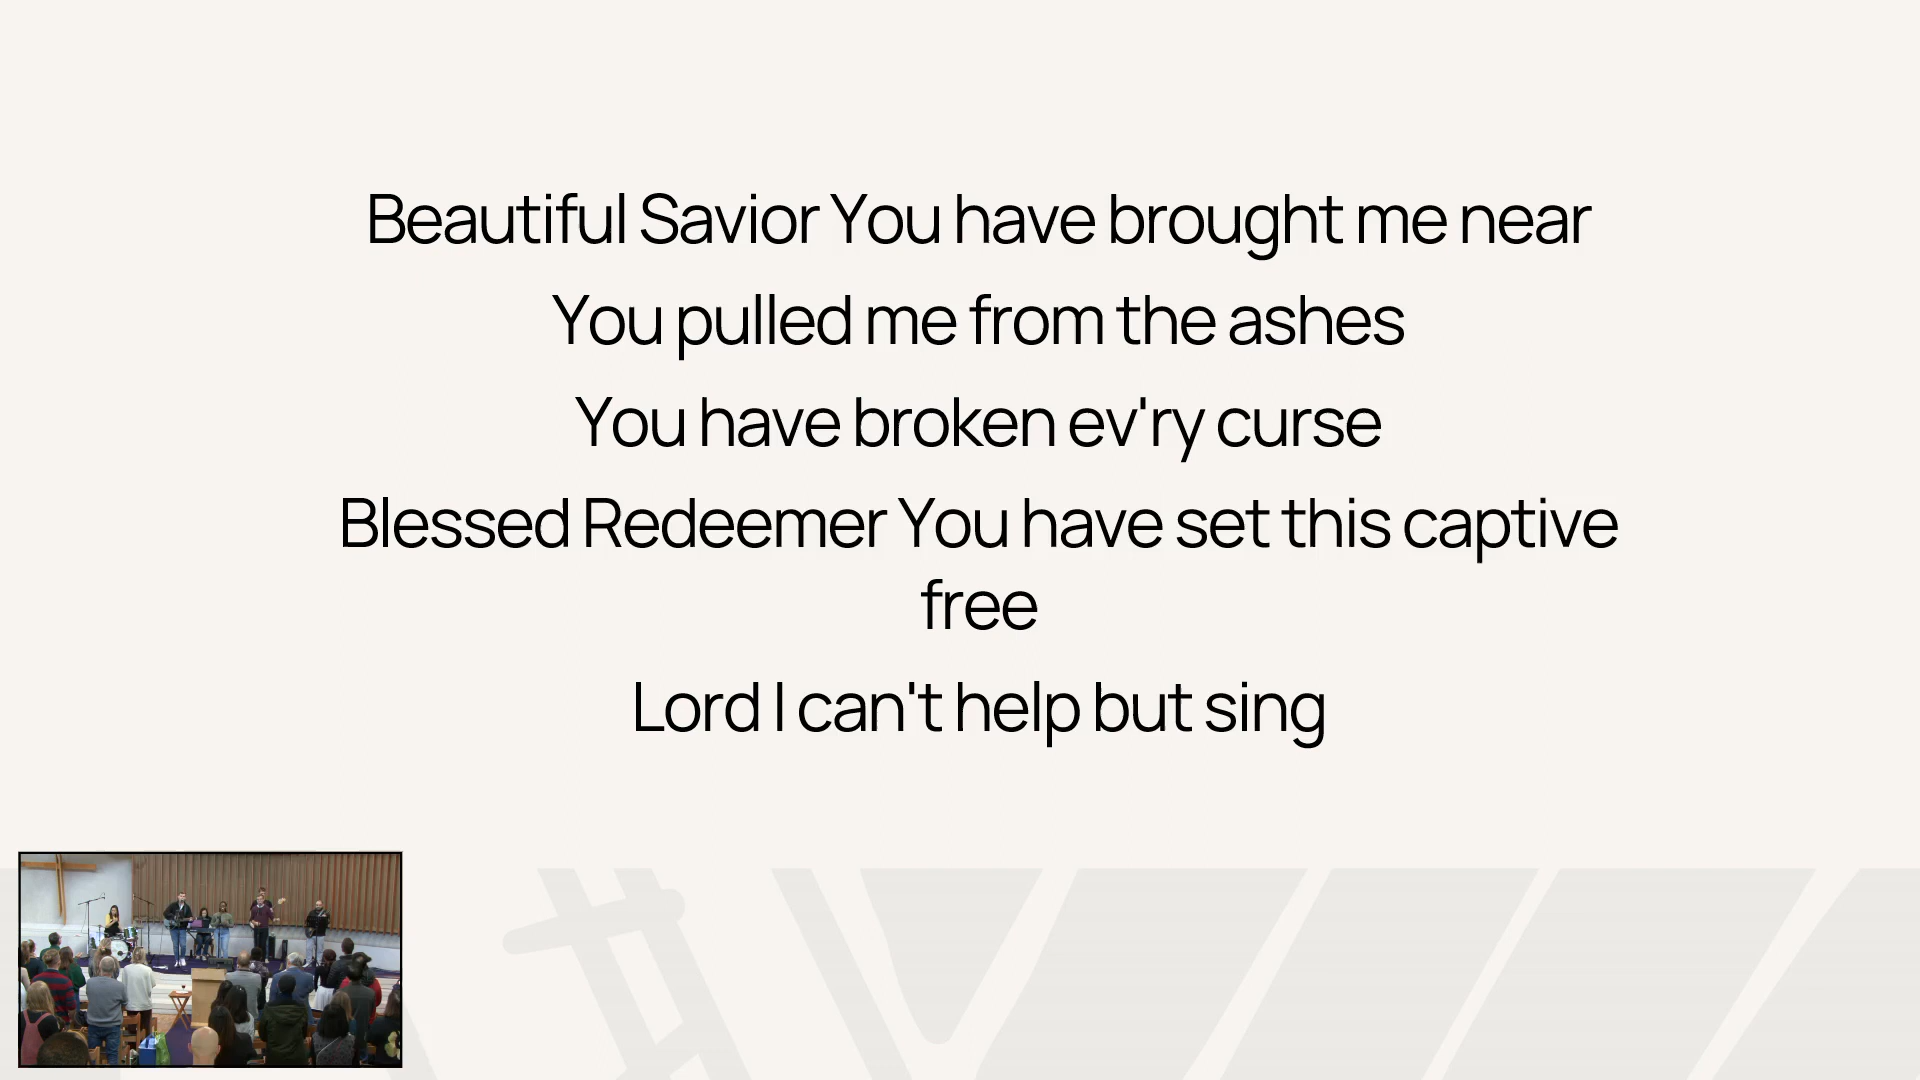 Beautiful Savior You have brought me near
You pulled me from the ashes
You have broken ev'ry curse
Blessed Redeemer You have set this captive
free
Lord I can't help but sing